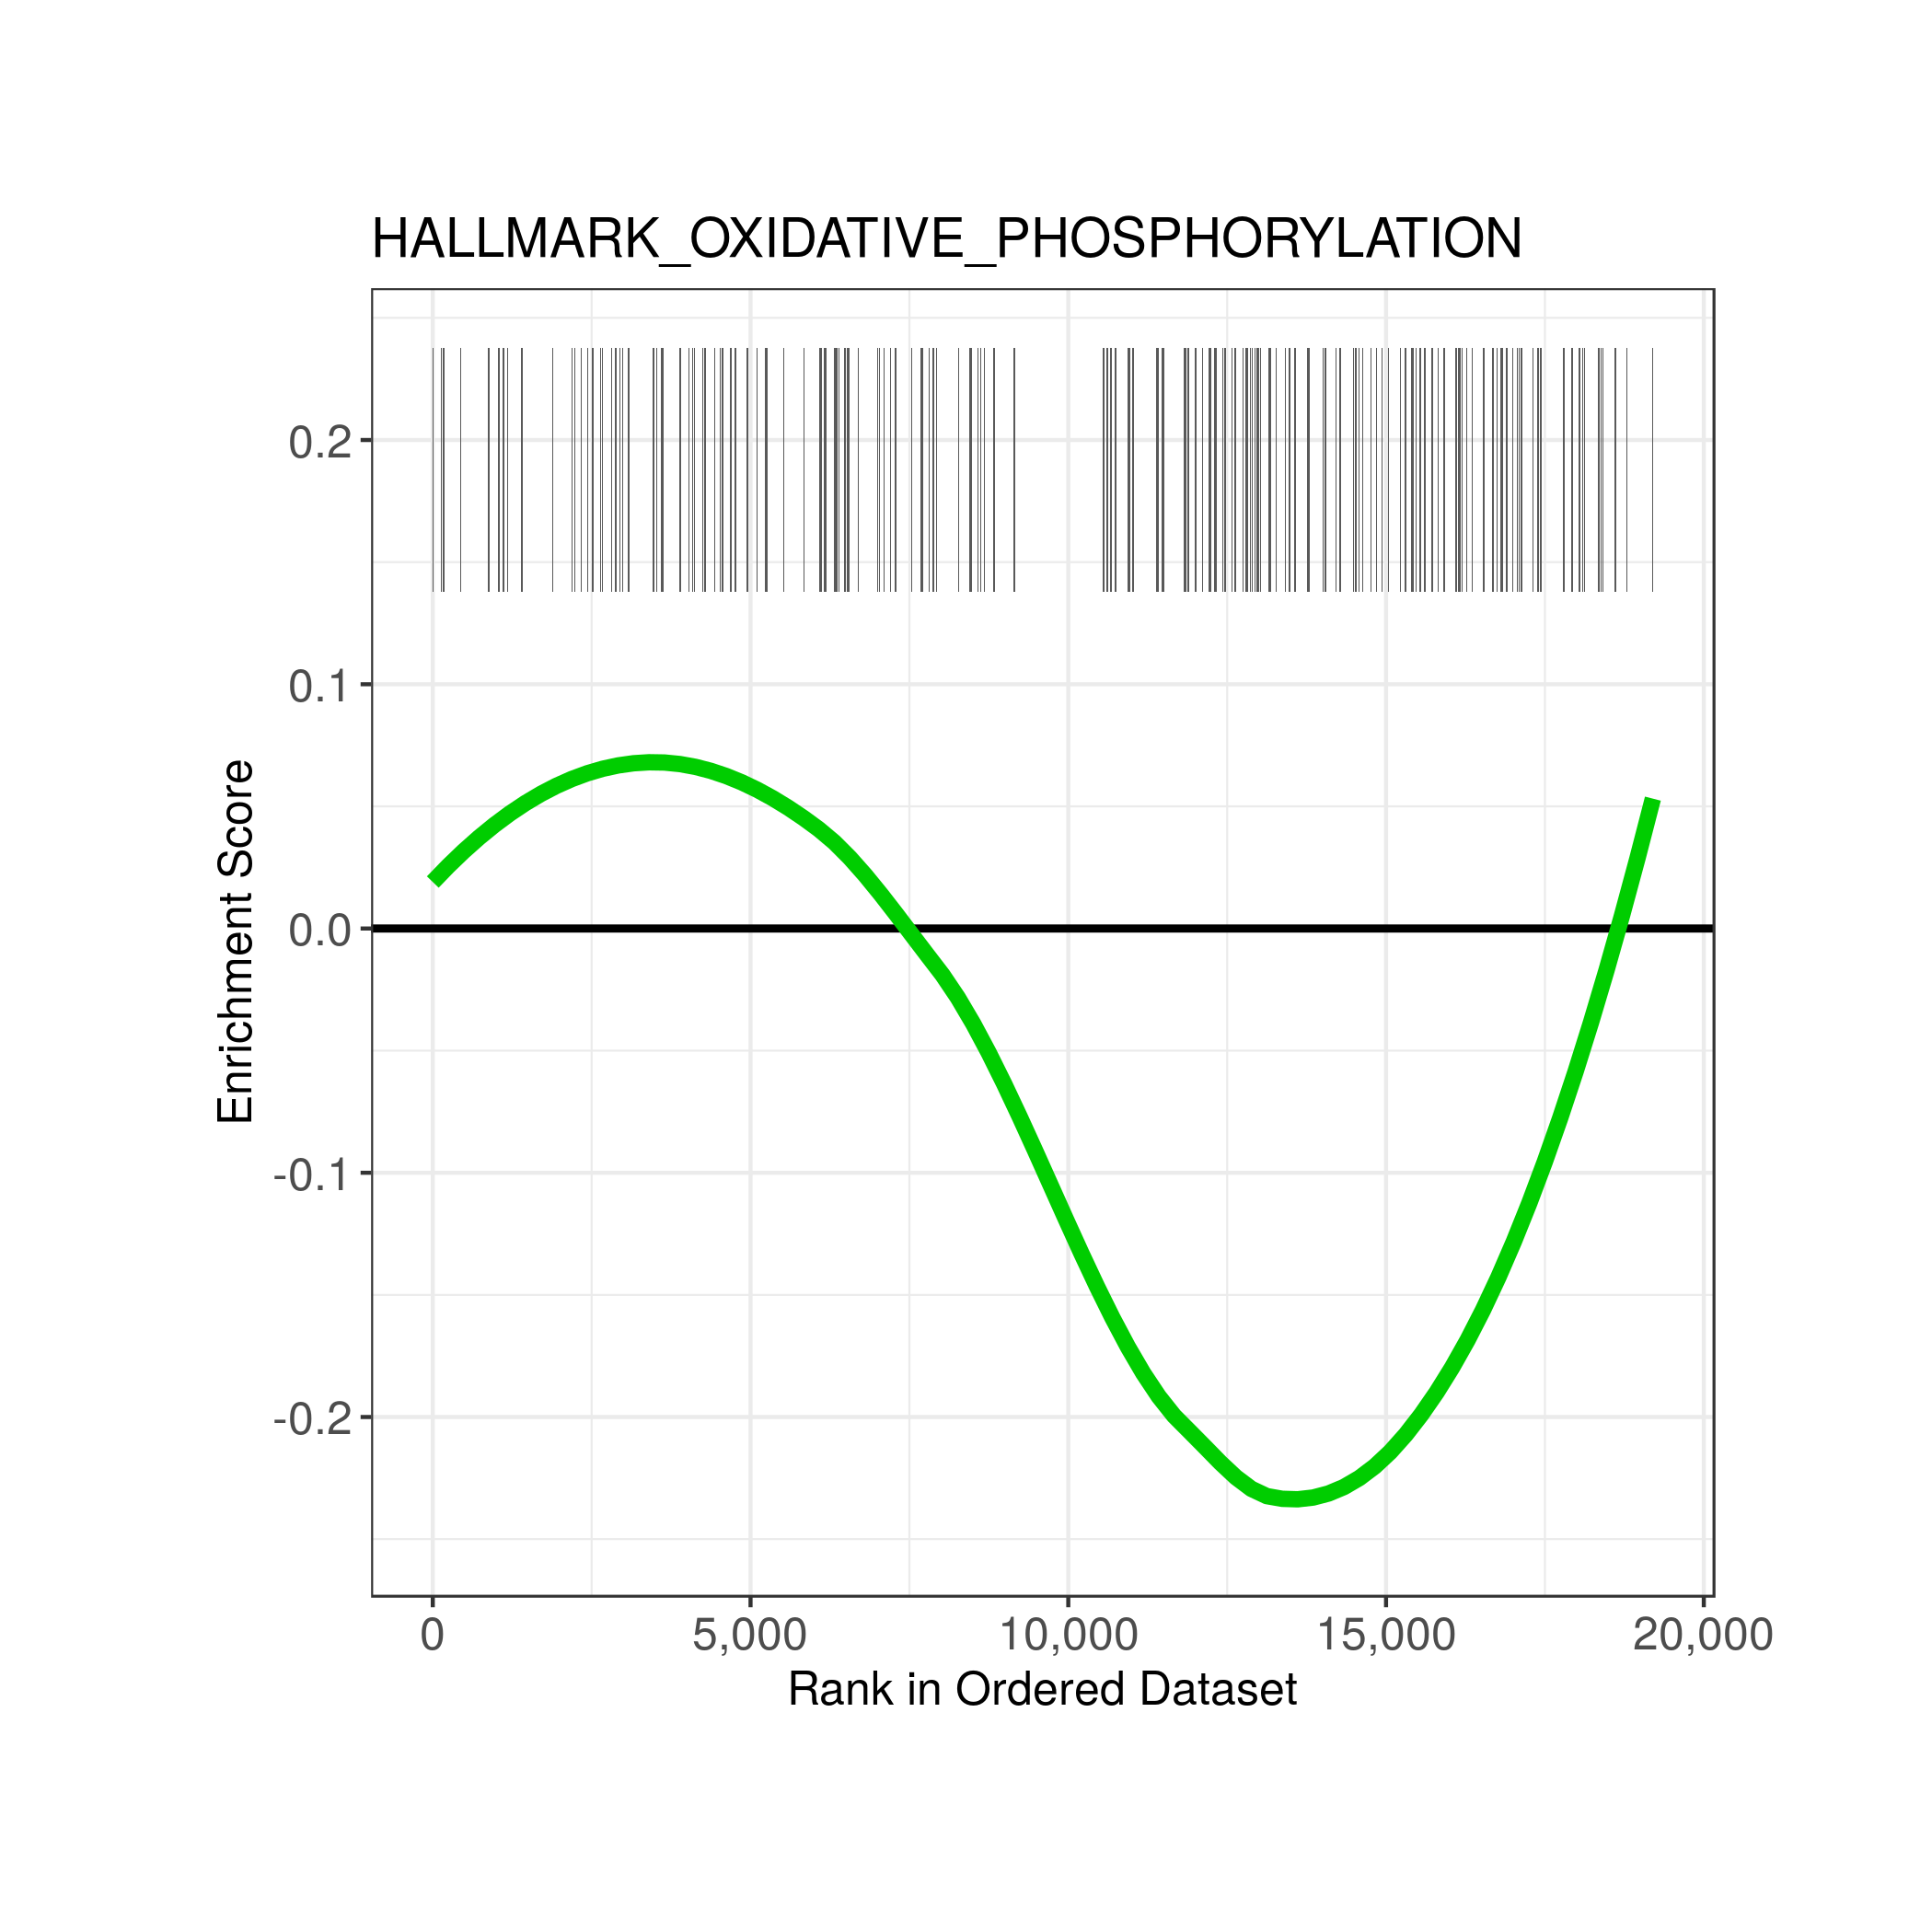 HALLMARK_OXIDATIVE_PHOSPHORYLATION
0.2
0.1
0.0
-0.1
-0.2
Enrichment Score
0 5,000 10,000 15,000 20,000
Rank in Ordered Dataset